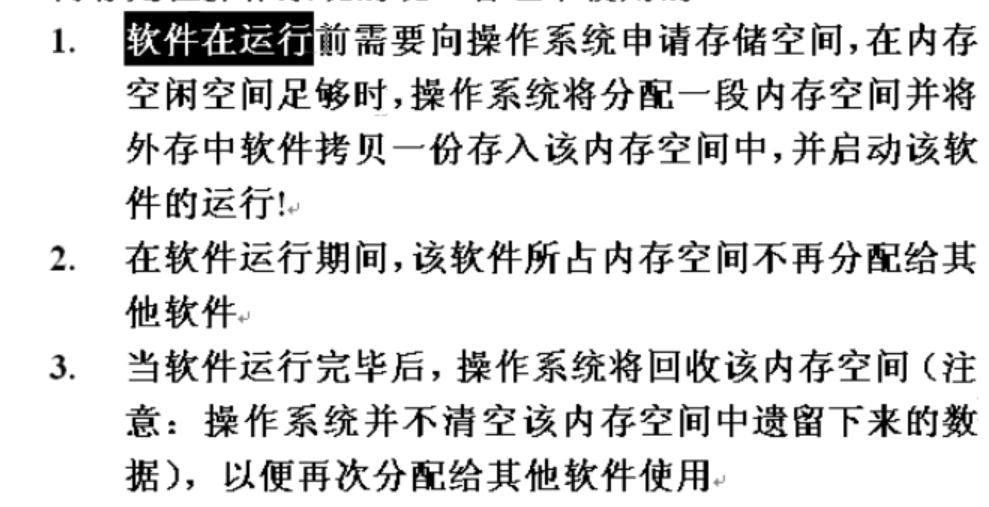 1. 软件在运行前需要向操作系统申请存储空间,在内存
空闲空间足够时,操作系统将分配一段内存空间并将
外存中软件拷贝一份存入该内存空间中,并启动该软
件的运行!
2. 在软件运行期间,该软件所占内存空间不再分配给其
他软件
3. 当软件运行完毕后，操作系统将回收该内存空间（注
意：操作系统并不清空该内存空间中遗留下来的数
据），以便再次分配给其他软件使用